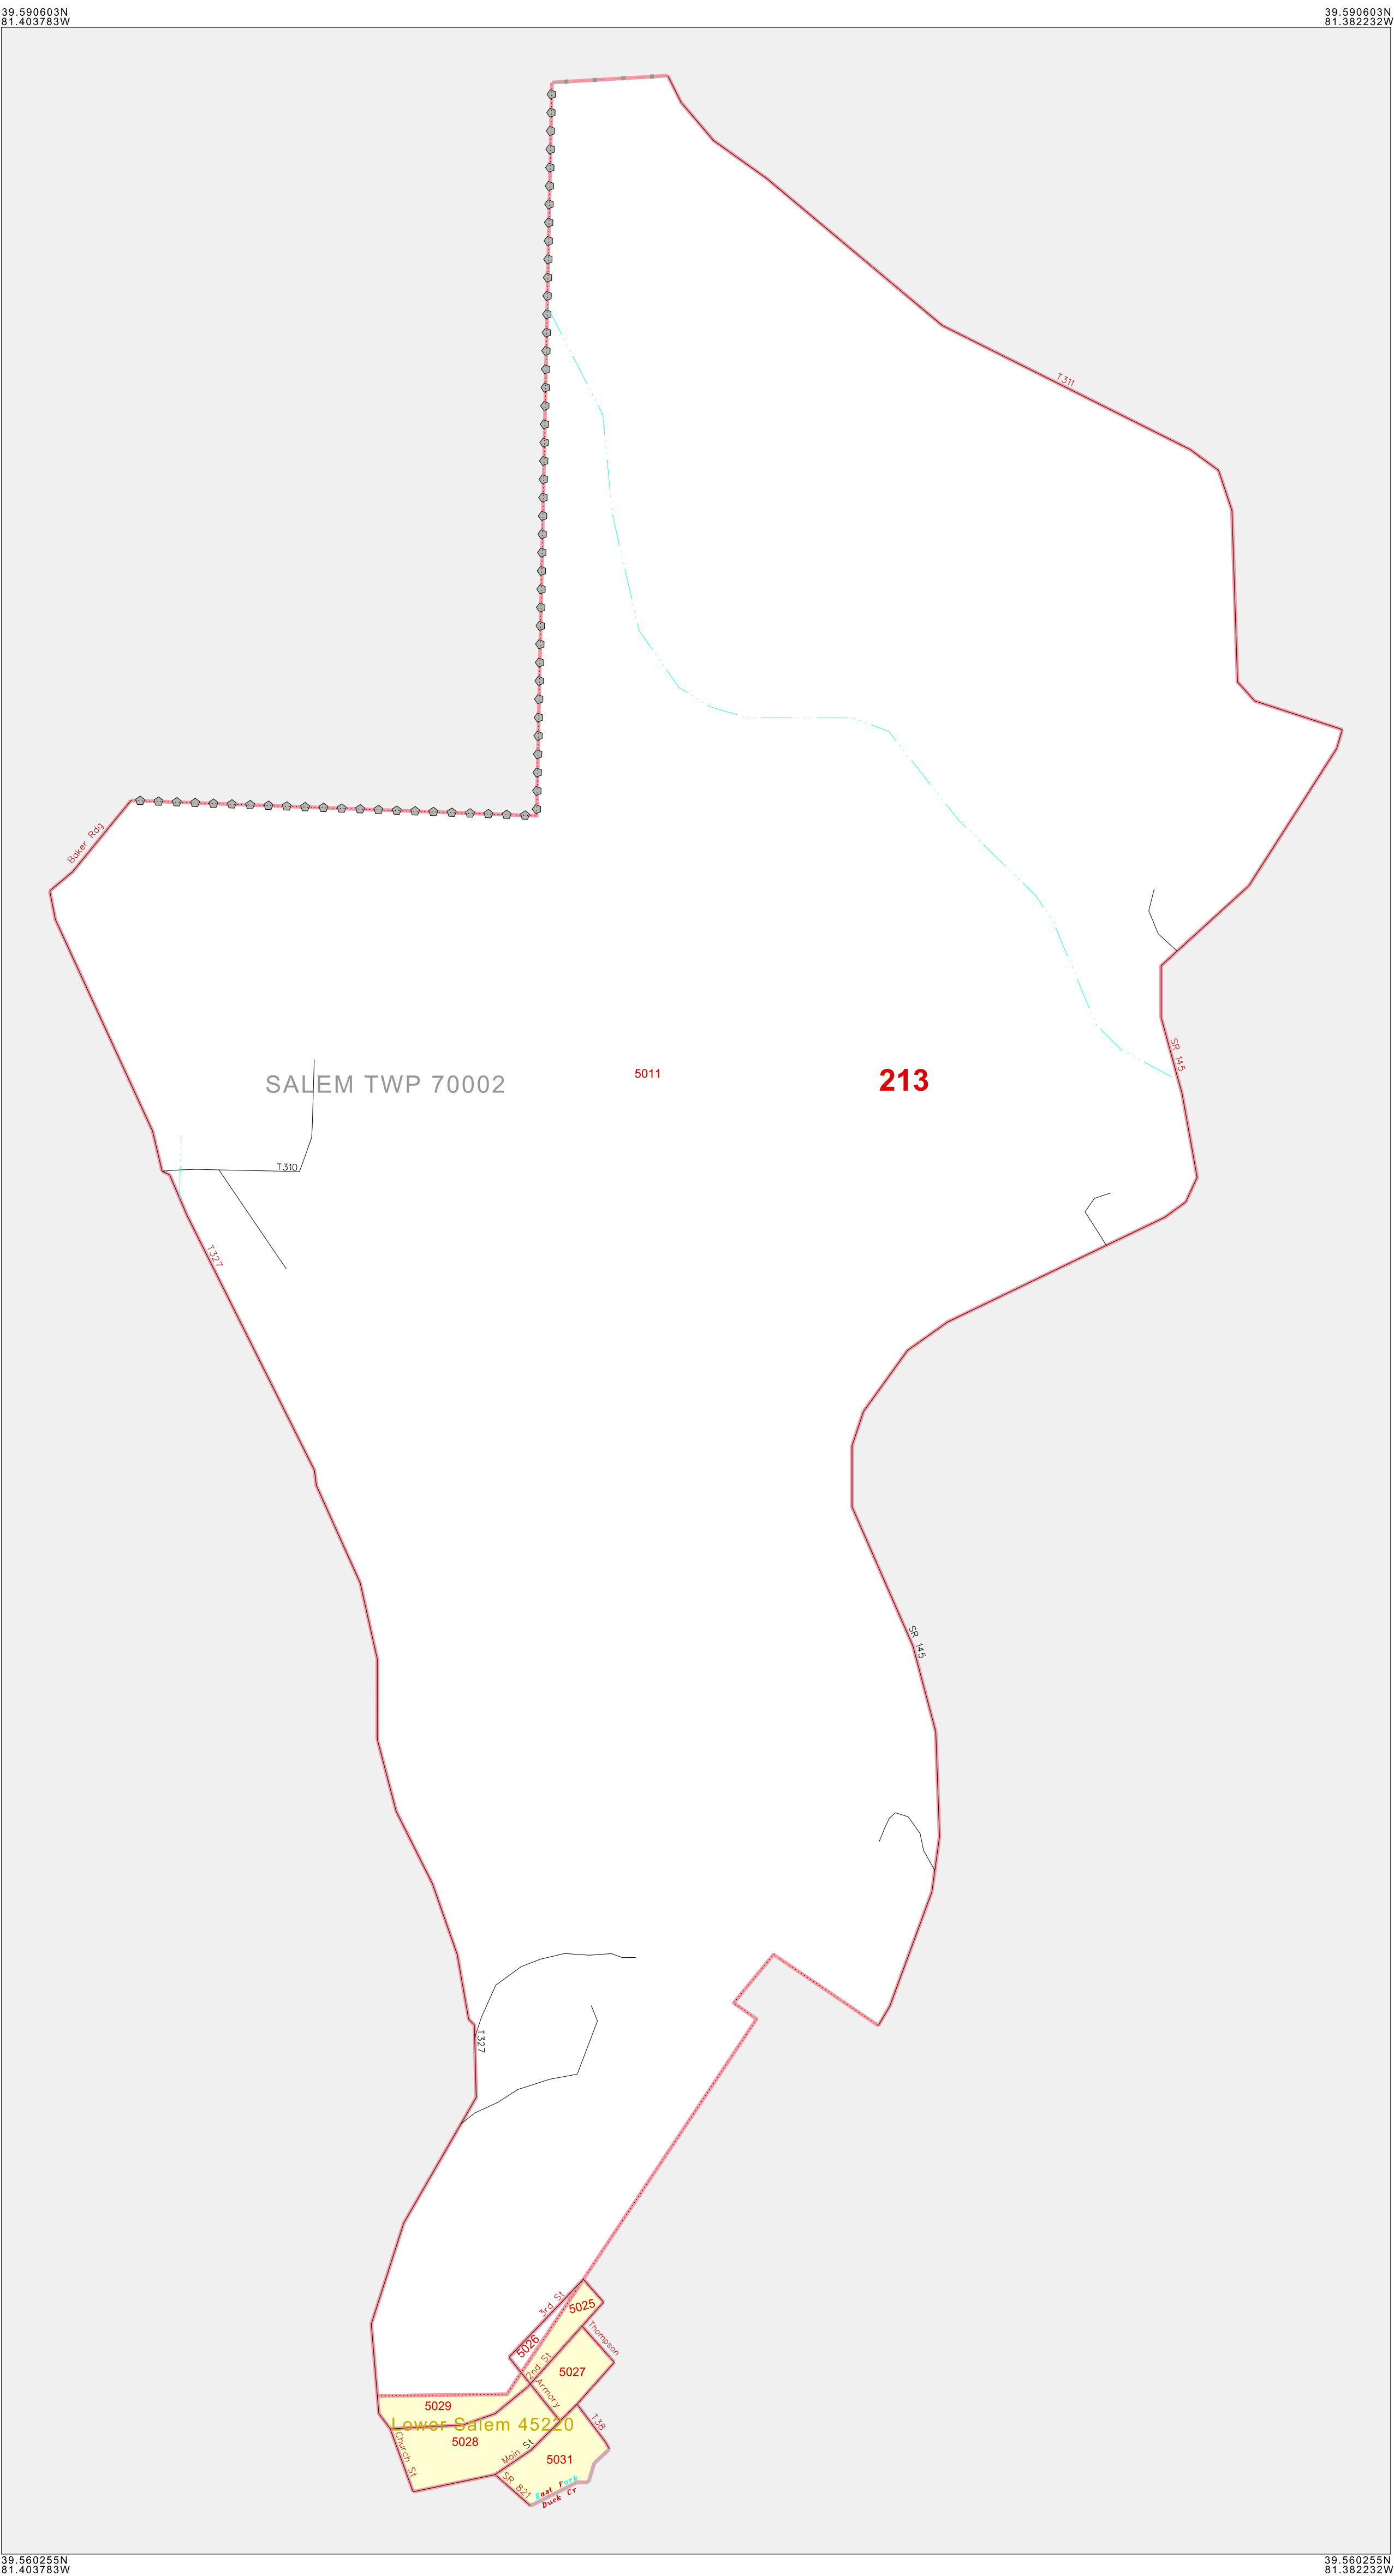 39.590603N
81.403783W
39.590603N
81.382232W
T311
Baker Rdg
SR 145
SALEM TWP 70002
5011
213
T310
T327
SR 145
T327
3rd St
5025
5026
Thompson
2nd St
5027
Armory
5029
Lower Salem 45220
T38
Church St
5028
Main St
5031
SR 821
East Fork
Duck Cr
39.560255N
81.403783W
39.560255N
81.382232W